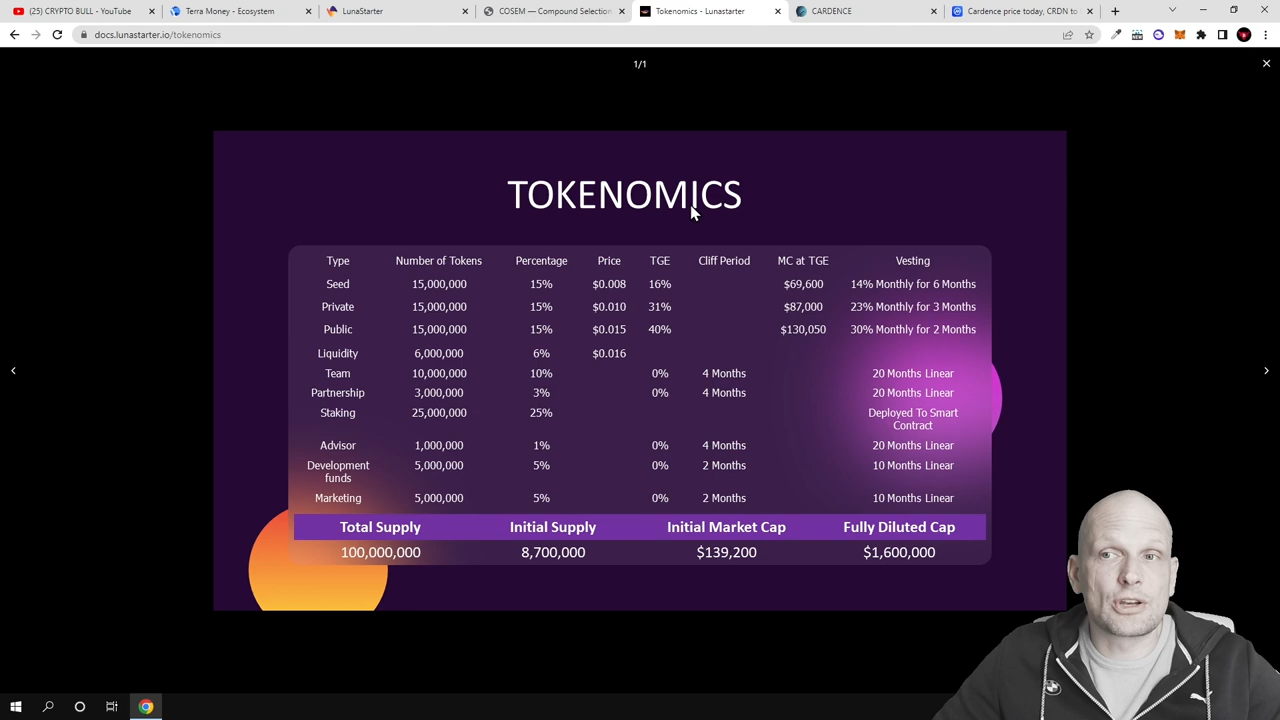 (25) CRYPTO BULL - YouTube
Terra Money - Ecosystem
LunaStarter
COSEM — Compound Selection
Tokenomics - Lunastarter
CARDENCE
Cardence price today, CRDN to
docs.lunastarter.io/tokenomics
1/1
TOKENOMICS
Type Number of Tokens Percentage Price TGE Cliff Period MC at TGE Vesting
Seed 15,000,000 15% $0.008 16% $69,600 14% Monthly for 6 Months
Private 15,000,000 15% $0.010 31% $87,000 23% Monthly for 3 Months
Public 15,000,000 15% $0.015 40% $130,050 30% Monthly for 2 Months
Liquidity 6,000,000 6% $0.016
Team 10,000,000 10% 0% 4 Months 20 Months Linear
Partnership 3,000,000 3% 0% 4 Months 20 Months Linear
Staking 25,000,000 25% Deployed To Smart
Contract
Advisor 1,000,000 1% 0% 4 Months 20 Months Linear
Development 5,000,000 5% 0% 2 Months 10 Months Linear
funds
Marketing 5,000,000 5% 0% 2 Months 10 Months Linear
Total Supply Initial Supply Initial Market Cap Fully Diluted Cap
100,000,000 8,700,000 $139,200 $1,600,000